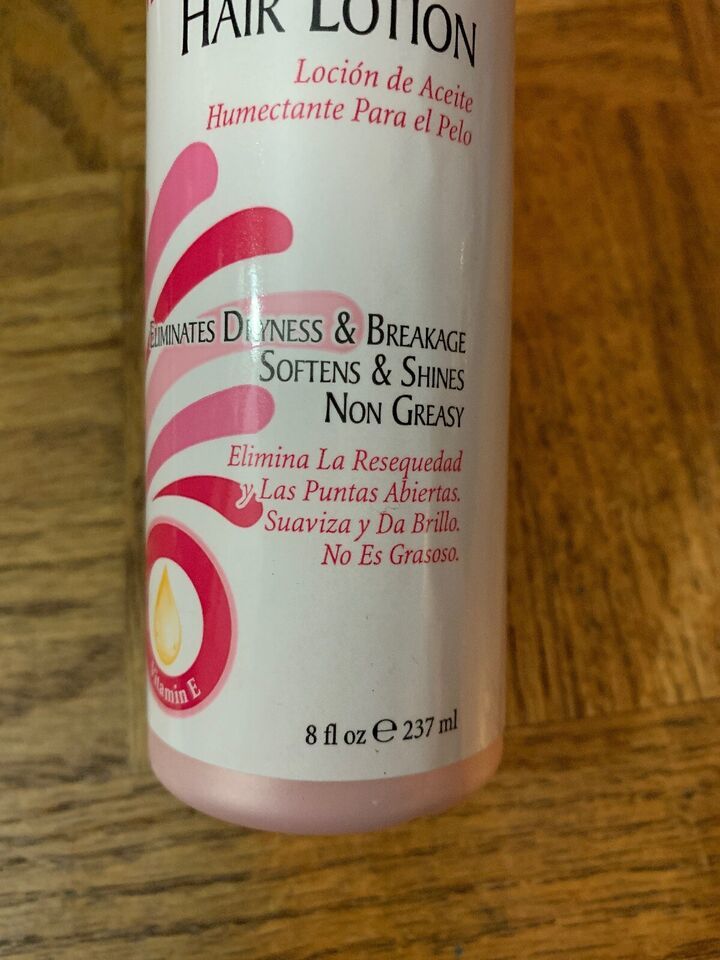 HAIR LOTION
Loción de Aceite
Humectante Para el Pelo
ELIMINATES DRYNESS & BREAKAGE
SOFTENS & SHINES
NON GREASY
Elimina La Resequedad
y Las Puntas Abiertas.
Suaviza y Da Brillo.
No Es Grasoso.
Vitamin E
8 fl oz ℮ 237 ml